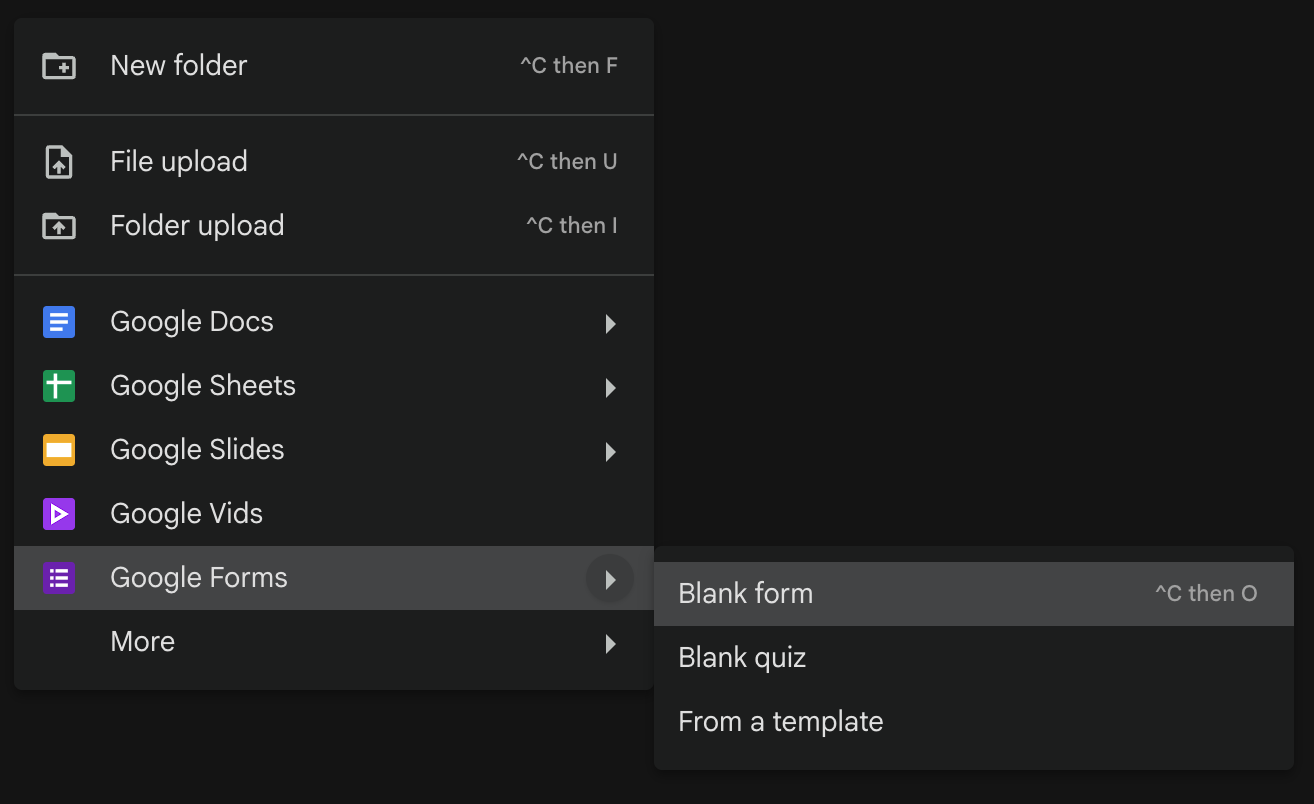 New folder ^C then F
File upload ^C then U
Folder upload ^C then I
Google Docs
Google Sheets
Google Slides
Google Vids
Google Forms
More
Blank form ^C then O
Blank quiz
From a template